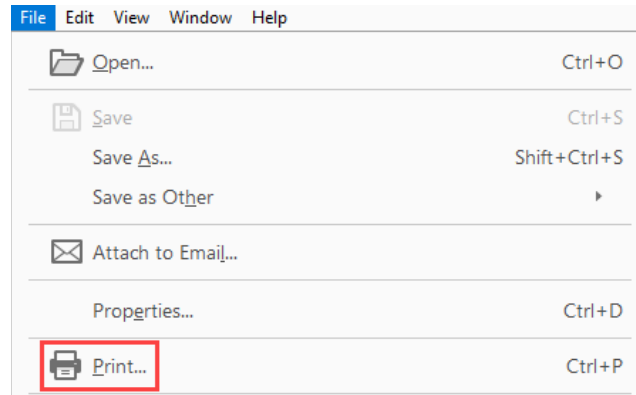 File Edit View Window Help
Open... Ctrl+O
Save Ctrl+S
Save As... Shift+Ctrl+S
Save as Other
Attach to Email...
Properties... Ctrl+D
Print... Ctrl+P